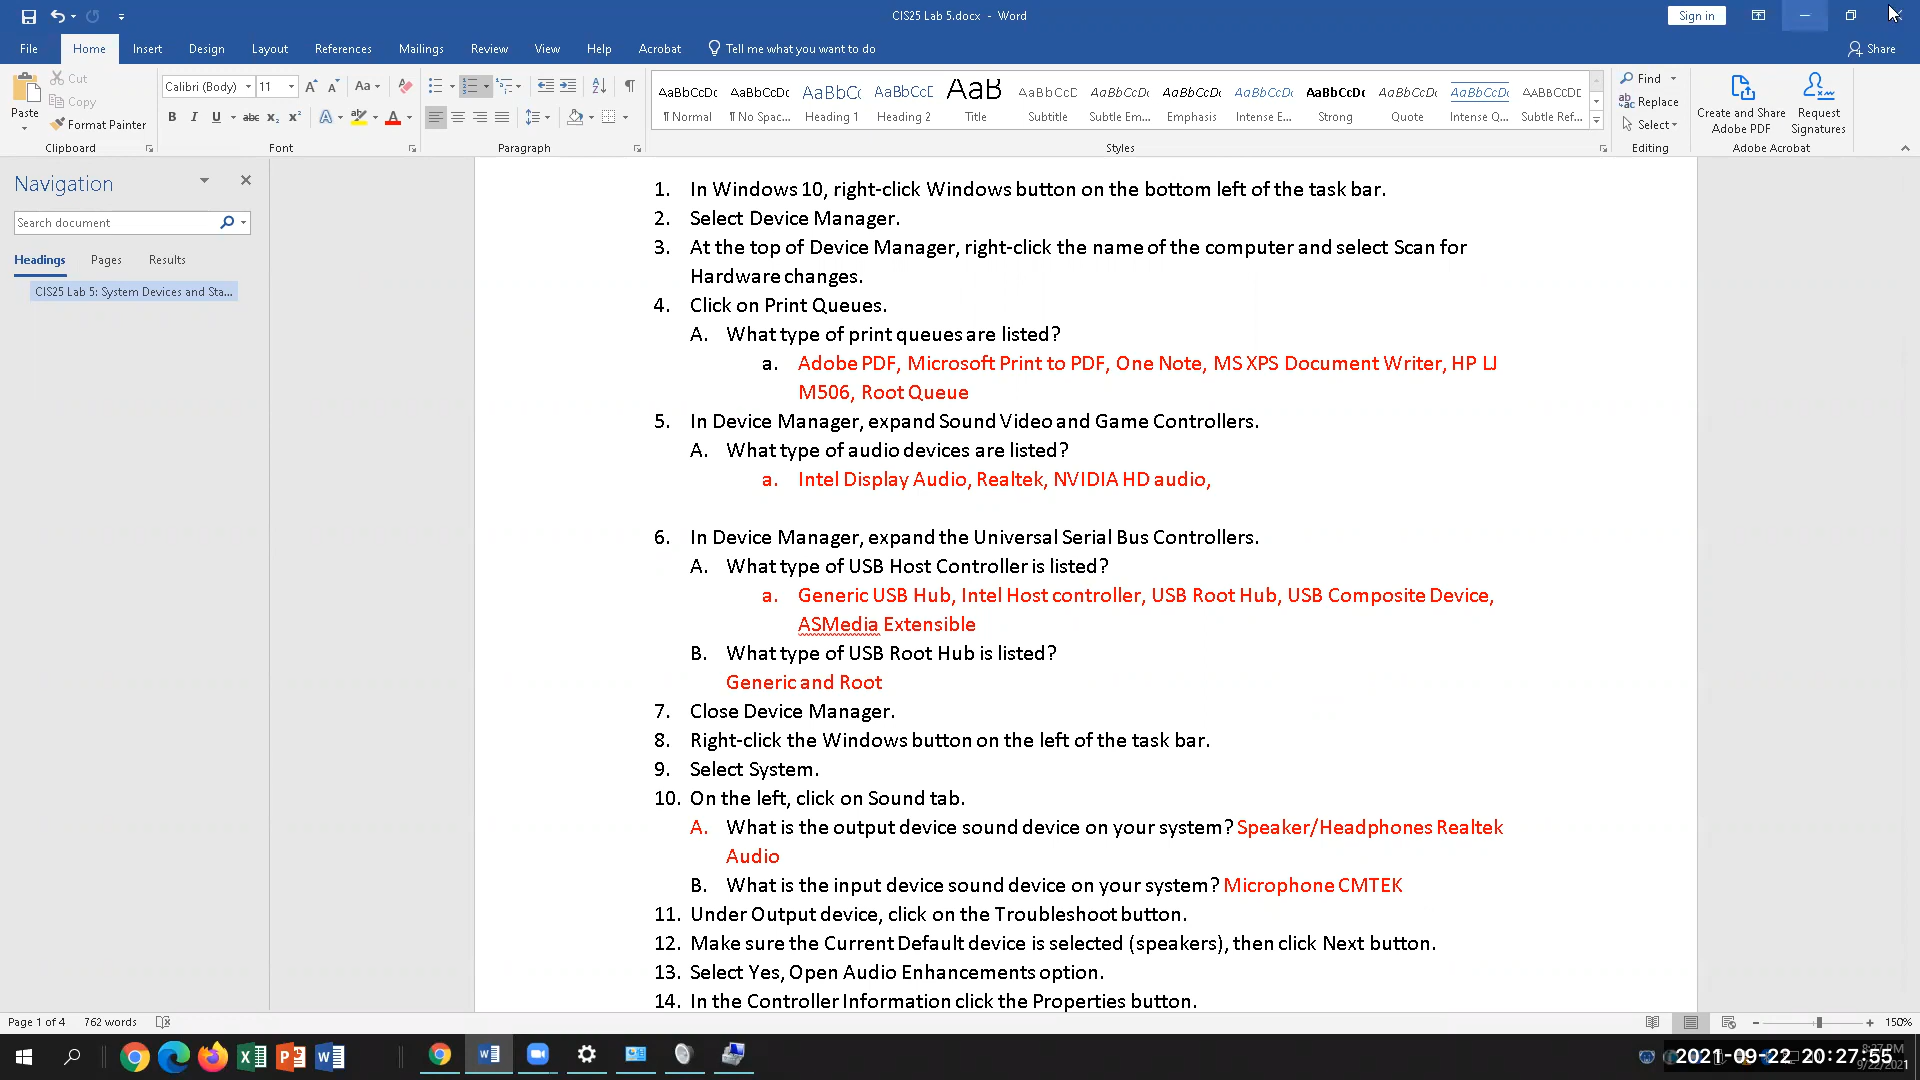 CIS25 Lab 5.docx - Word
Sign in
File Home Insert Design Layout References Mailings Review View Help Acrobat Tell me what you want to do Share
Paste
Cut
Copy
Format Painter
Clipboard
Calibri (Body) 11 A A Aa
B I U abc X₂ X² A ab A
Font
Paragraph
AaBbCcDc AaBbCcDc AaBbC( AaBbCcE AaB AaBbCcD AaBbCcDc AaBbCcDc AaBbCcDc AaBbCcDc AaBbCcDc AaBbCcDc AABBCCDE
¶ Normal ¶ No Spac... Heading 1 Heading 2 Title Subtitle Subtle Em... Emphasis Intense E... Strong Quote Intense Q... Subtle Ref...
Styles
Find
Replace
Select
Editing
Create and Share Adobe PDF
Request Signatures
Adobe Acrobat
Navigation
Search document
Headings Pages Results
CIS25 Lab 5: System Devices and Sta...
1. In Windows 10, right-click Windows button on the bottom left of the task bar.
2. Select Device Manager.
3. At the top of Device Manager, right-click the name of the computer and select Scan for
Hardware changes.
4. Click on Print Queues.
A. What type of print queues are listed?
a. Adobe PDF, Microsoft Print to PDF, One Note, MS XPS Document Writer, HP LJ
M506, Root Queue
5. In Device Manager, expand Sound Video and Game Controllers.
A. What type of audio devices are listed?
a. Intel Display Audio, Realtek, NVIDIA HD audio,
6. In Device Manager, expand the Universal Serial Bus Controllers.
A. What type of USB Host Controller is listed?
a. Generic USB Hub, Intel Host controller, USB Root Hub, USB Composite Device,
ASMedia Extensible
B. What type of USB Root Hub is listed?
Generic and Root
7. Close Device Manager.
8. Right-click the Windows button on the left of the task bar.
9. Select System.
10. On the left, click on Sound tab.
A. What is the output device sound device on your system? Speaker/Headphones Realtek
Audio
B. What is the input device sound device on your system? Microphone CMTEK
11. Under Output device, click on the Troubleshoot button.
12. Make sure the Current Default device is selected (speakers), then click Next button.
13. Select Yes, Open Audio Enhancements option.
14. In the Controller Information click the Properties button.
Page 1 of 4 762 words
150%
2021-09-22 20:27:55
8:27 PM
9/22/2021